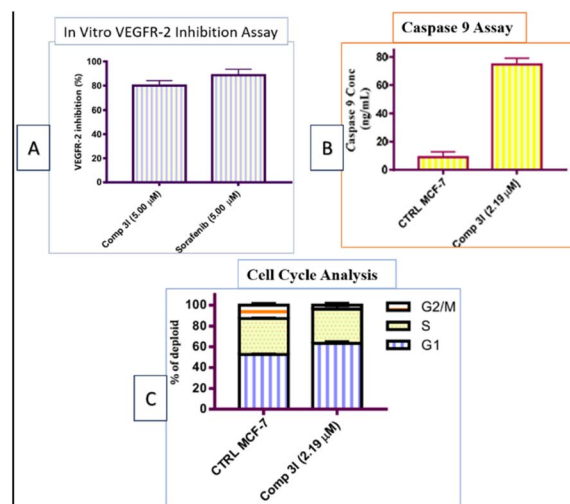 In Vitro VEGFR-2 Inhibition Assay
VEGFR-2 inhibition (%)
100
80
60
40
20
0
Comp 3l (5.00 µM)
Sorafenib (5.00 µM)
A
Caspase 9 Assay
Caspase 9 Conc
(ng/mL)
80
60
40
20
0
CTRL MCF-7
Comp 3l (2.19 µM)
B
Cell Cycle Analysis
% of deploid
100
80
60
40
20
0
CTRL MCF-7
Comp 3l (2.19 µM)
G2/M
S
G1
C